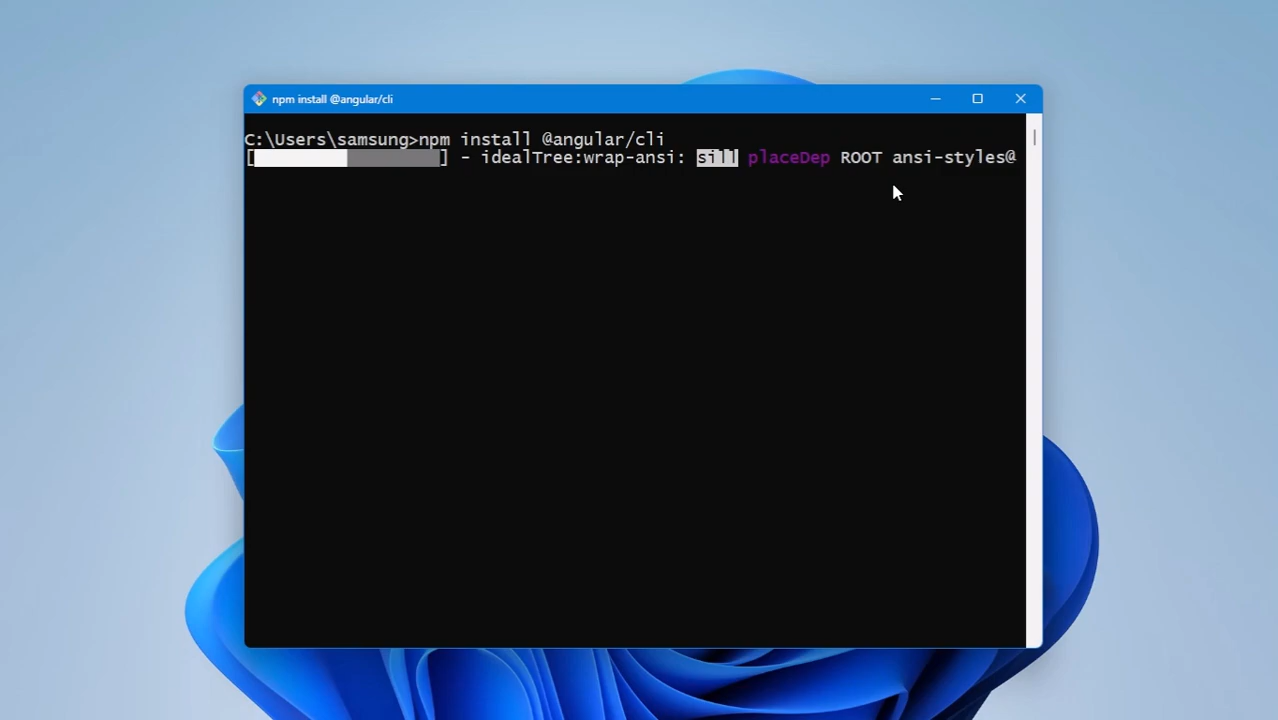 npm install @angular/cli
C:\Users\samsung>npm install @angular/cli
[ ] - idealTree:wrap-ansi: sill placeDep ROOT ansi-styles@